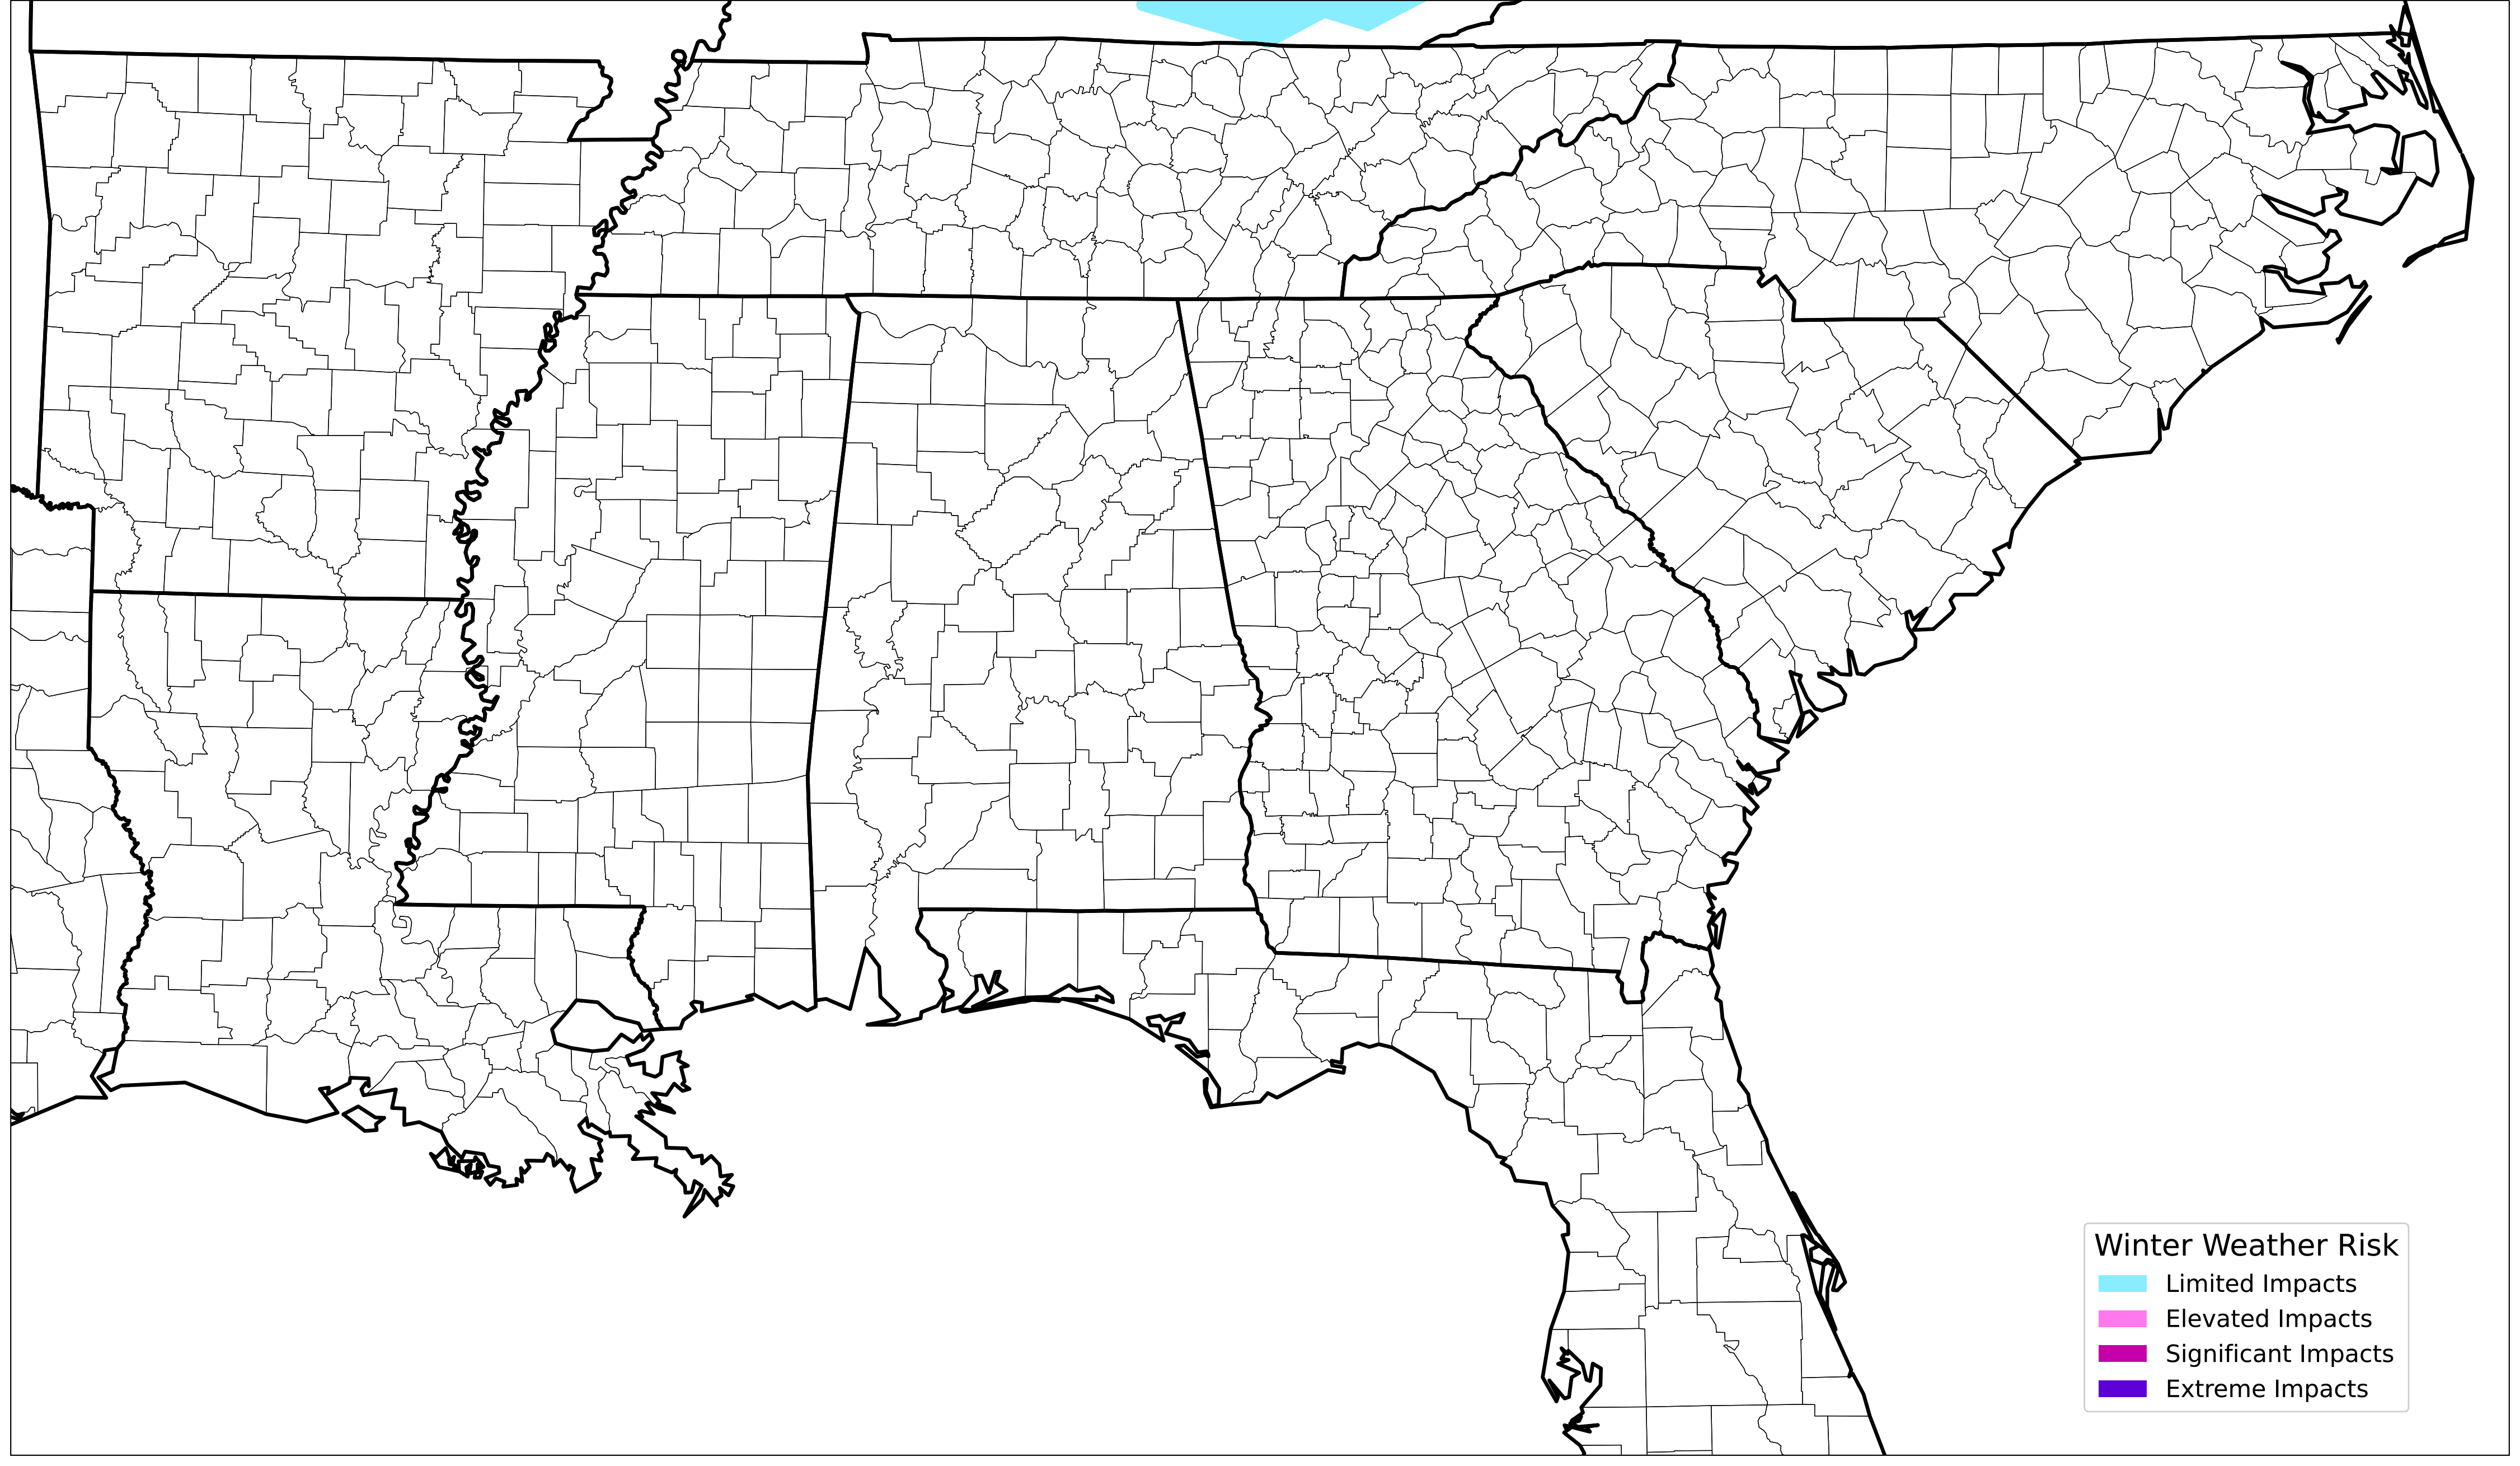 Winter Weather Risk
Limited Impacts
Elevated Impacts
Significant Impacts
Extreme Impacts